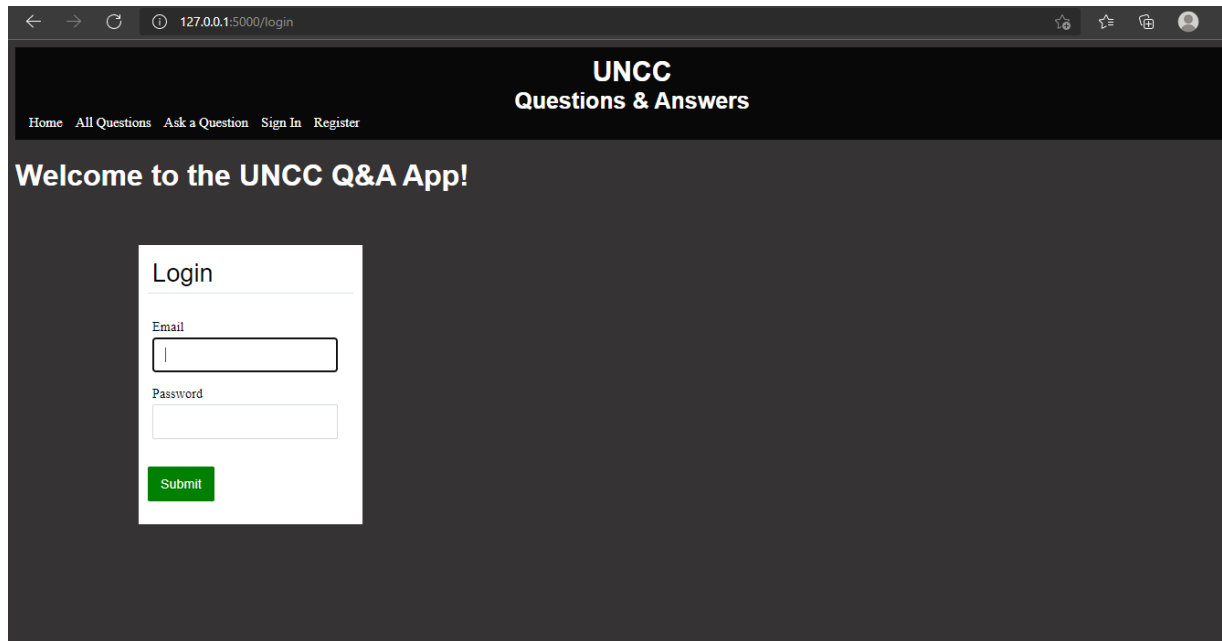 127.0.0.1:5000/login
UNCC
Questions & Answers
Home All Questions Ask a Question Sign In Register
Welcome to the UNCC Q&A App!
Login
Email
Password
Submit